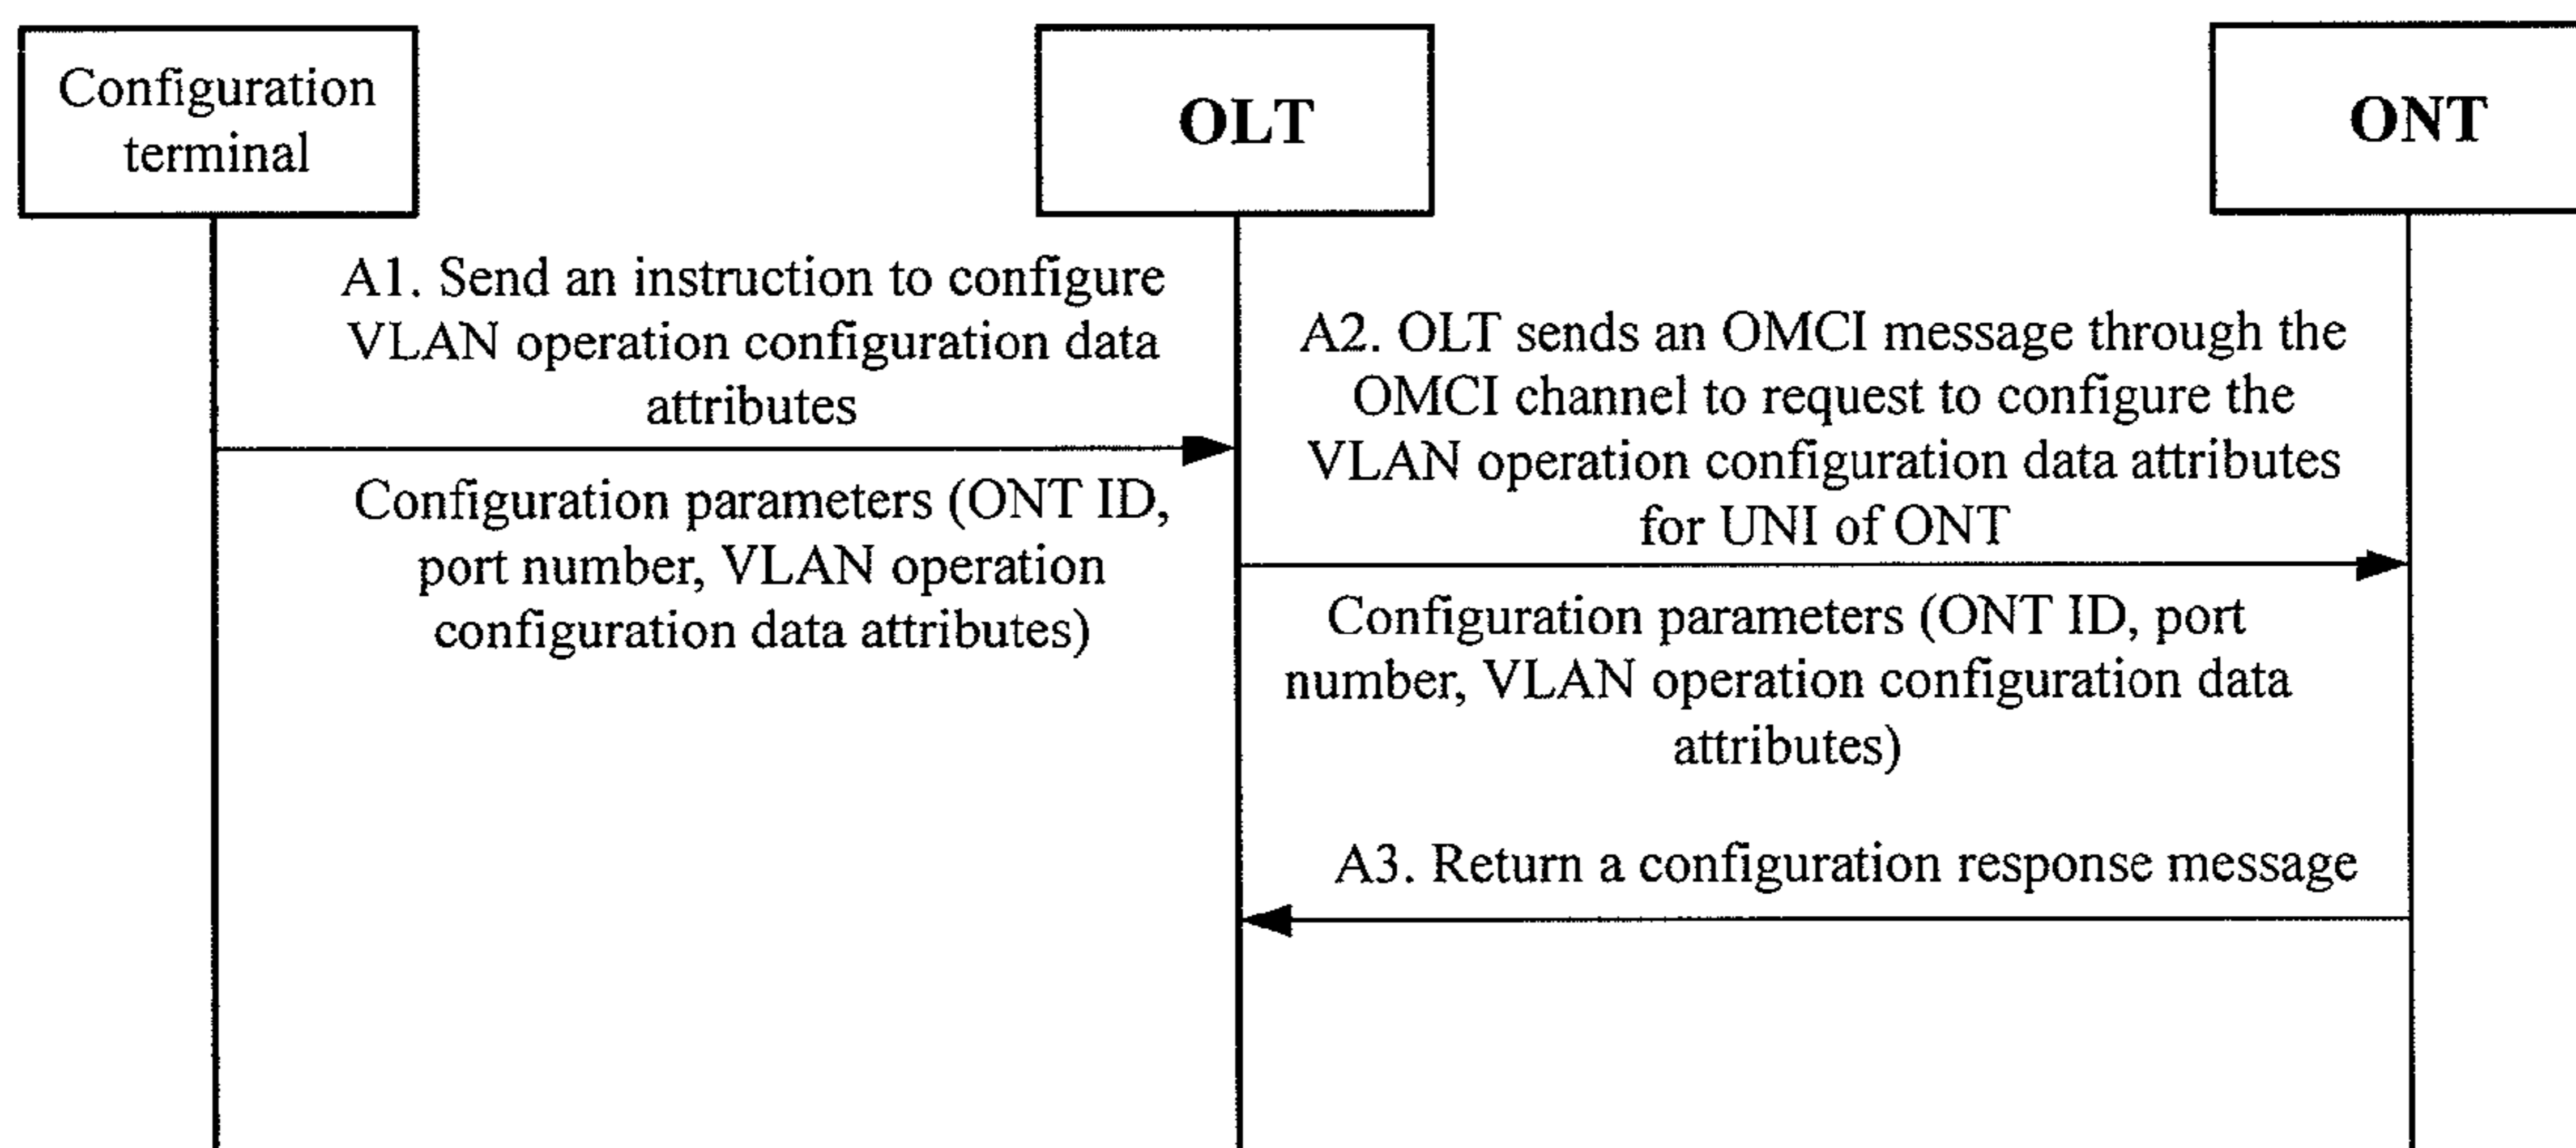 Configuration
terminal
OLT
ONT
A1. Send an instruction to configure
VLAN operation configuration data
attributes
Configuration parameters (ONT ID,
port number, VLAN operation
configuration data attributes)
A2. OLT sends an OMCI message through the
OMCI channel to request to configure the
VLAN operation configuration data attributes
for UNI of ONT
Configuration parameters (ONT ID, port
number, VLAN operation configuration data
attributes)
A3. Return a configuration response message